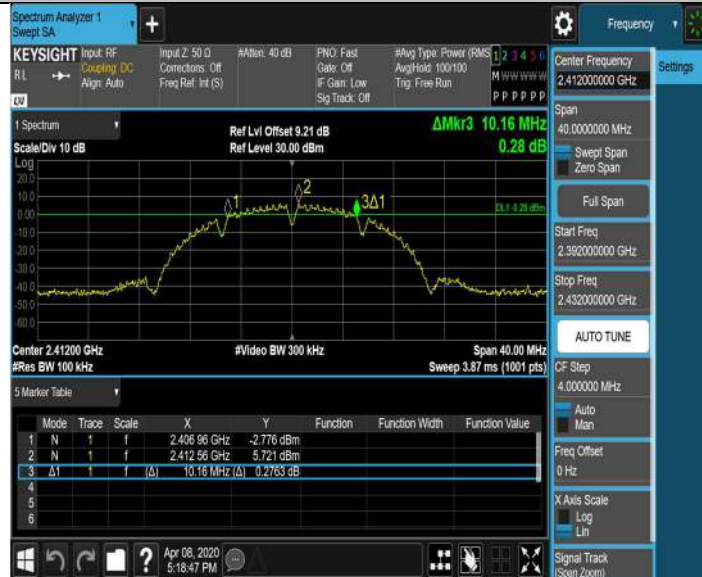 Spectrum Analyzer 1
Swept SA
+
Frequency
KEYSIGHT
RL
Input: RF
Coupling: DC
Align: Auto
Input Z: 50 Ω
Corrections: Off
Freq Ref: Int (S)
#Atten: 40 dB
PNO: Fast
Gate: Off
IF Gain: Low
Sig Track: Off
#Avg Type: Power (RMS
Avg|Hold: 100/100
Trig: Free Run
1 2 3 4 5 6
M W W W W W
P P P P P P
1 Spectrum
Scale/Div 10 dB
Ref Lvl Offset 9.21 dB
Ref Level 30.00 dBm
ΔMkr3 10.16 MHz
0.28 dB
Log
20.0
10.0
0.00
-10.0
-20.0
-30.0
-40.0
-50.0
-60.0
1
2
3Δ1
DL1 -0.28 dBm
Center 2.41200 GHz
#Res BW 100 kHz
#Video BW 300 kHz
Span 40.00 MHz
Sweep 3.87 ms (1001 pts)
5 Marker Table
Mode Trace Scale X Y Function Function Width Function Value
1 N 1 f 2.406 96 GHz -2.776 dBm
2 N 1 f 2.412 56 GHz 5.721 dBm
3 Δ1 1 f (Δ) 10.16 MHz (Δ) 0.2763 dB
4
5
6
?
Apr 08, 2020
5:18:47 PM
Settings
Center Frequency
2.412000000 GHz
Span
40.0000000 MHz
Swept Span
Zero Span
Full Span
Start Freq
2.392000000 GHz
Stop Freq
2.432000000 GHz
AUTO TUNE
CF Step
4.000000 MHz
Auto
Man
Freq Offset
0 Hz
X Axis Scale
Log
Lin
Signal Track
(Span Zoom)